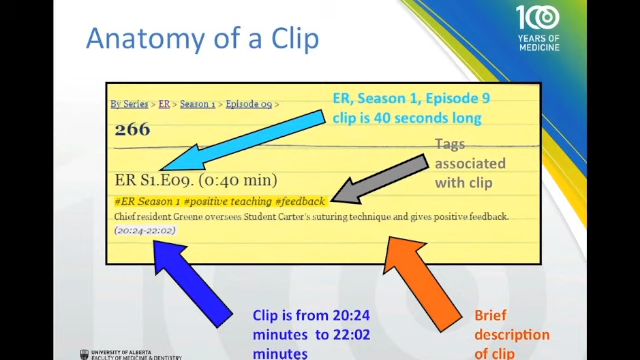 100
YEARS OF
MEDICINE
Anatomy of a Clip
By Series > ER > Season 1 > Episode 09 >
266
ER, Season 1, Episode 9
clip is 40 seconds long
Tags
associated
with clip
ER S1.E09. (0:40 min)
#ER Season 1 #positive teaching #feedback
Chief resident Greene oversees Student Carter's suturing technique and gives positive feedback.
(20:24-22:02)
Clip is from 20:24
minutes to 22:02
minutes
Brief
description
of clip
UNIVERSITY OF ALBERTA
FACULTY OF MEDICINE & DENTISTRY